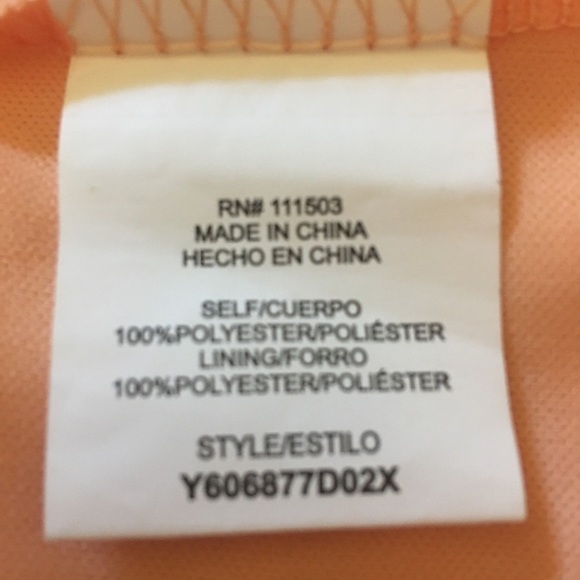 RN# 111503
MADE IN CHINA
HECHO EN CHINA
SELF/CUERPO
100%POLYESTER/POLIÉSTER
LINING/FORRO
100%POLYESTER/POLIÉSTER
STYLE/ESTILO
Y606877D02X